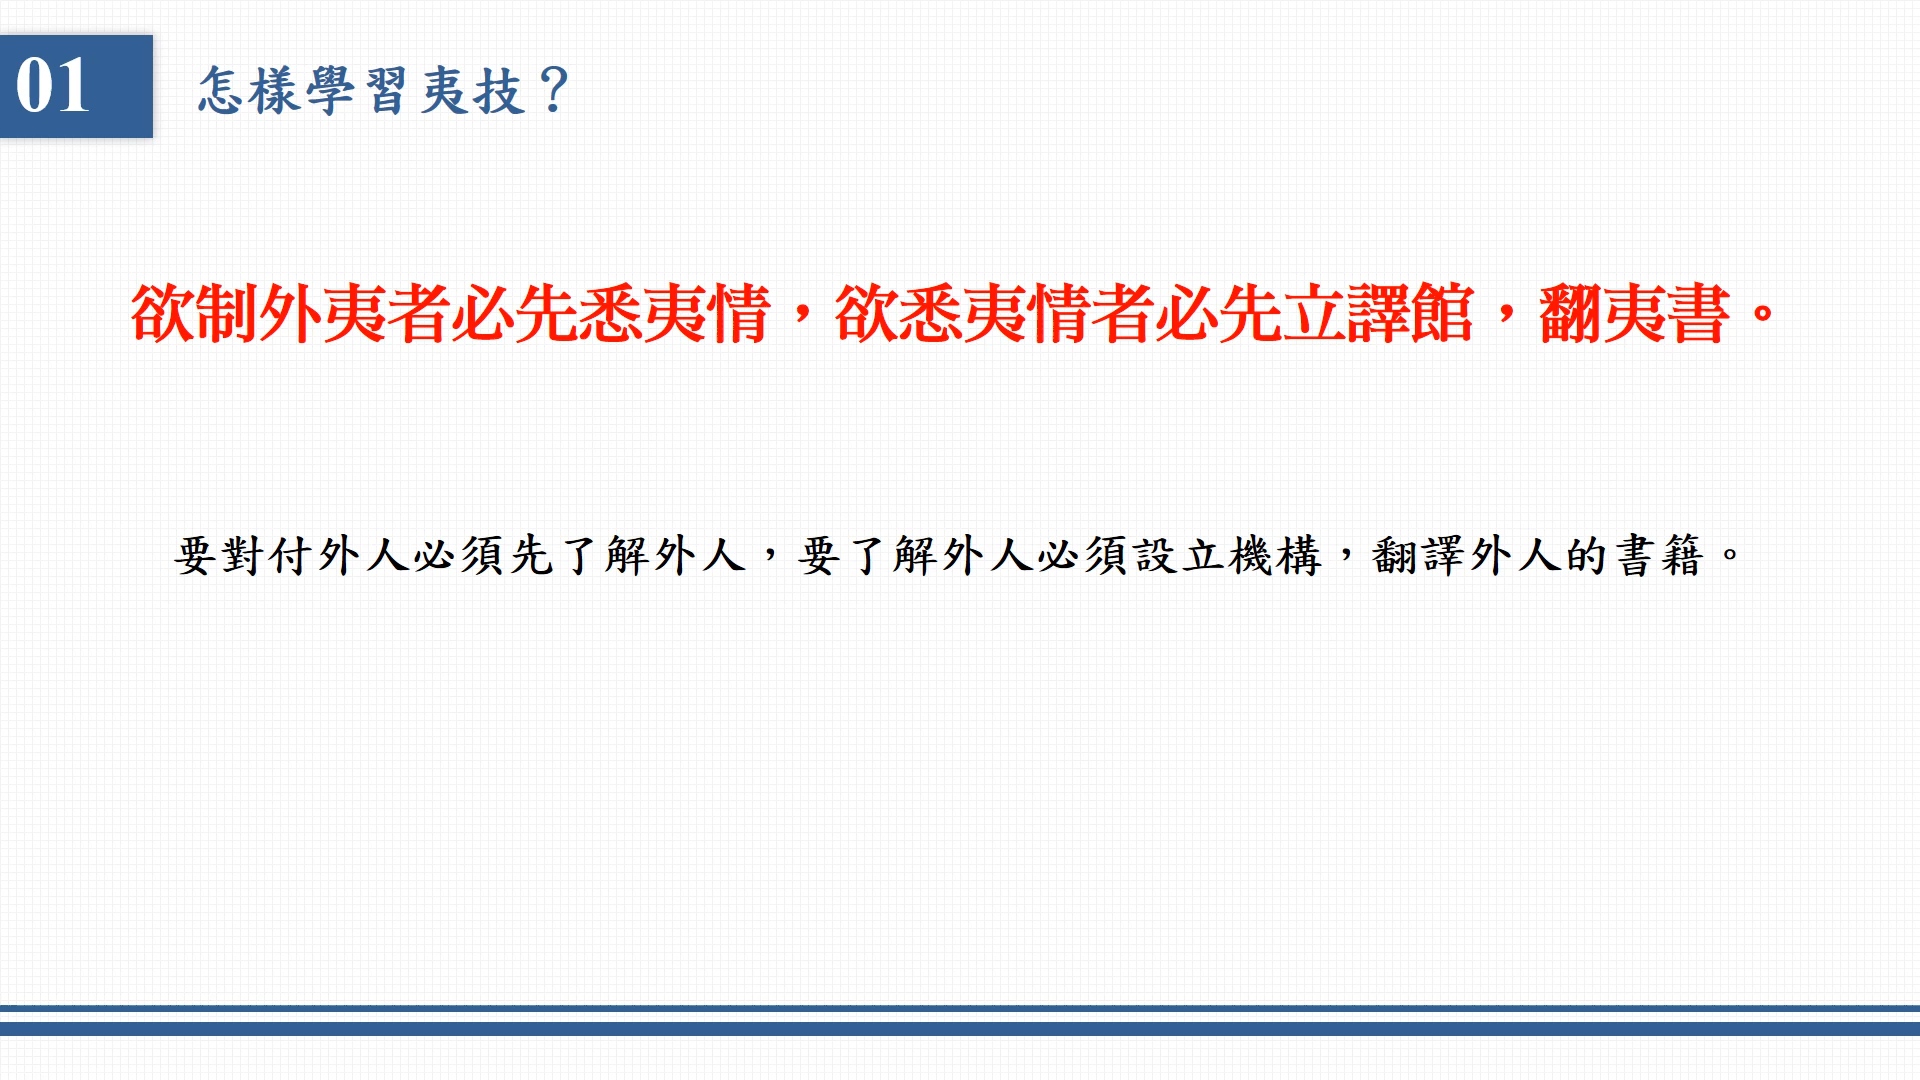 01
怎樣學習夷技？
欲制外夷者必先悉夷情，欲悉夷情者必先立譯館，翻夷書。
要對付外人必須先了解外人，要了解外人必須設立機構，翻譯外人的書籍。